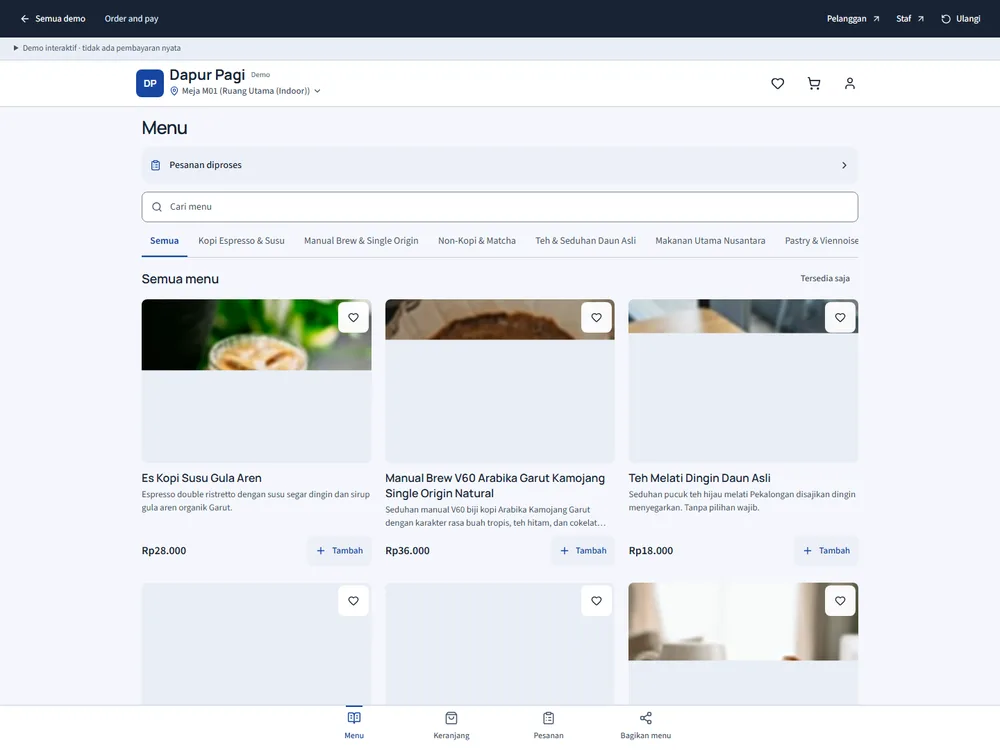 Semua demo
Order and pay
Pelanggan
Staf
Ulangi
Demo interaktif · tidak ada pembayaran nyata
DP
Dapur Pagi
Demo
Meja M01 (Ruang Utama (Indoor))
Menu
Pesanan diproses
Cari menu
Semua
Kopi Espresso & Susu
Manual Brew & Single Origin
Non-Kopi & Matcha
Teh & Seduhan Daun Asli
Makanan Utama Nusantara
Pastry & Viennoise
Semua menu
Tersedia saja
Es Kopi Susu Gula Aren
Espresso double ristretto dengan susu segar dingin dan sirup
gula aren organik Garut.
Rp28.000
Tambah
Manual Brew V60 Arabika Garut Kamojang
Single Origin Natural
Seduhan manual V60 biji kopi Arabika Kamojang Garut
dengan karakter rasa buah tropis, teh hitam, dan cokelat...
Rp36.000
Tambah
Teh Melati Dingin Daun Asli
Seduhan pucuk teh hijau melati Pekalongan disajikan dingin
menyegarkan. Tanpa pilihan wajib.
Rp18.000
Tambah
Menu
Keranjang
Pesanan
Bagikan menu